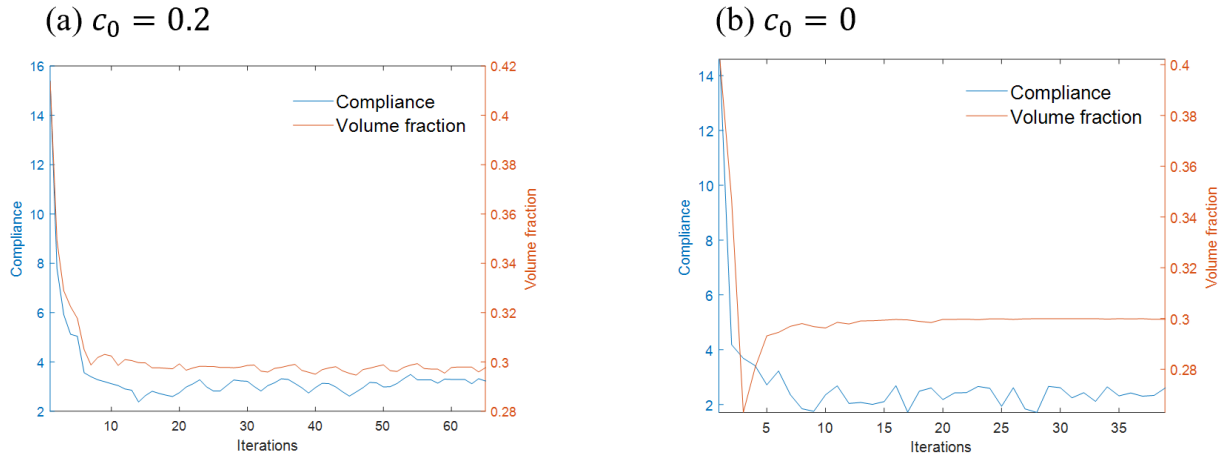 (a) c₀ = 0.2
16
14
12
10
8
6
4
2
Compliance
0.42
0.4
0.38
0.36
0.34
0.32
0.3
0.28
Volume fraction
Compliance
Volume fraction
10 20 30 40 50 60
Iterations
(b) c₀ = 0
14
12
10
8
6
4
2
Compliance
0.4
0.38
0.36
0.34
0.32
0.3
0.28
Volume fraction
Compliance
Volume fraction
5 10 15 20 25 30 35
Iterations